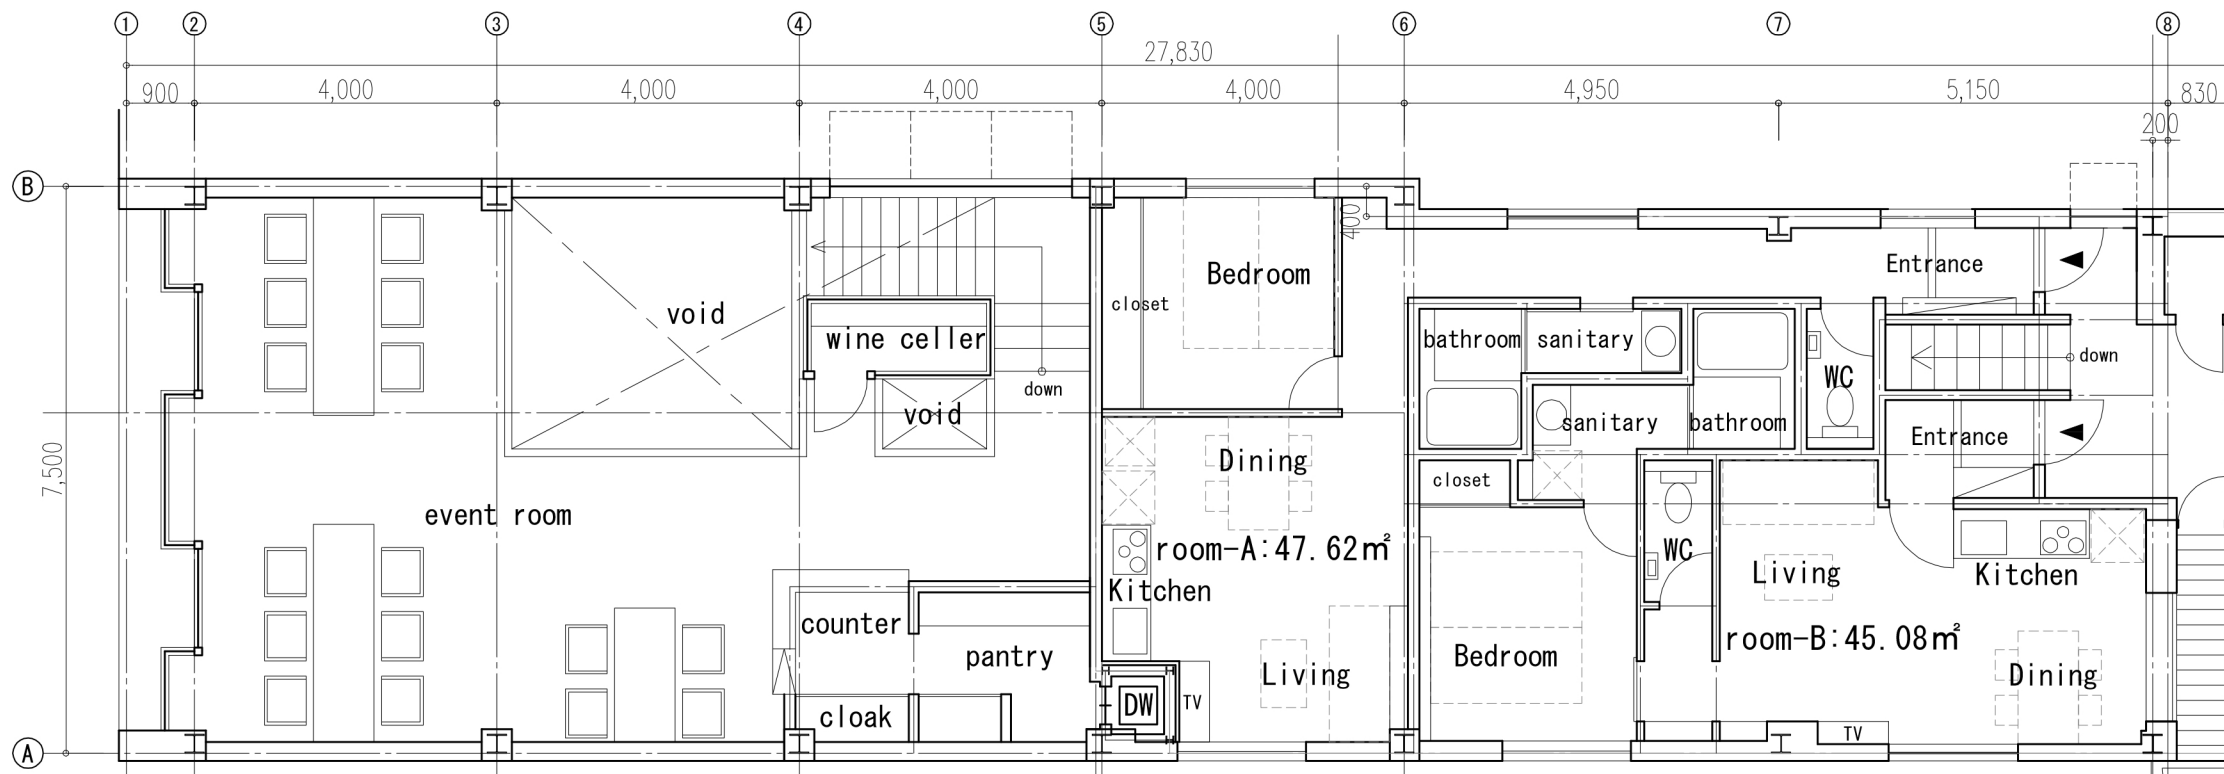 ① ② ③ ④ ⑤ ⑥ ⑦ ⑧
27,830
900 4,000 4,000 4,000 4,000 4,950 5,150 830
200
Ⓑ
400
Entrance
Bedroom
closet
void
wine celler
bathroom
sanitary
down
WC
down
void
sanitary
bathroom
Entrance
Dining
7,500
closet
event room
room-A:47.62㎡
WC
Living
Kitchen
Kitchen
counter
room-B:45.08㎡
pantry
Bedroom
Living
Dining
DW
TV
cloak
TV
Ⓐ